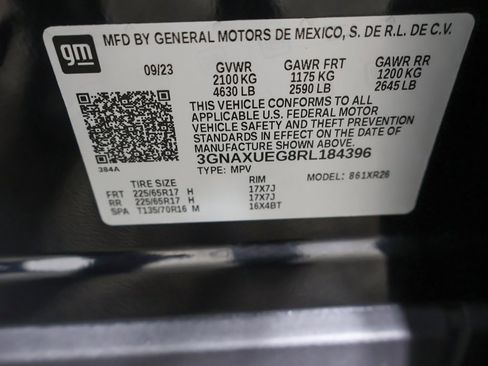 gm
MFD BY GENERAL MOTORS DE MEXICO, S. DE R.L. DE C.V.
09/23 GVWR GAWR FRT GAWR RR
2100 KG 1175 KG 1200 KG
4630 LB 2590 LB 2645 LB
THIS VEHICLE CONFORMS TO ALL
APPLICABLE U.S. FEDERAL MOTOR
VEHICLE SAFETY AND THEFT PREVENTION
STANDARDS IN EFFECT ON THE DATE OF
MANUFACTURE SHOWN ABOVE.
3GNAXUEG8RL184396
384A
TYPE: MPV MODEL: 861XR26
TIRE SIZE RIM
FRT 225/65R17 H 17X7J
RR 225/65R17 H 17X7J
SPA T135/70R16 M 16X4BT